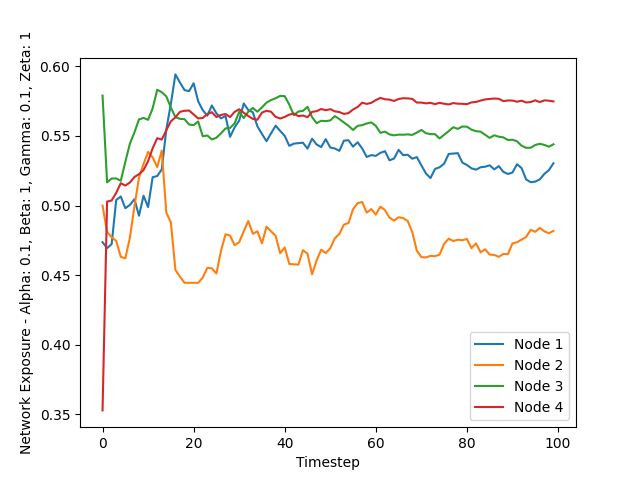 Network Exposure - Alpha: 0.1, Beta: 1, Gamma: 0.1, Zeta: 1
0.60
0.55
0.50
0.45
0.40
0.35
0
20
40
60
80
100
Timestep
Node 1
Node 2
Node 3
Node 4